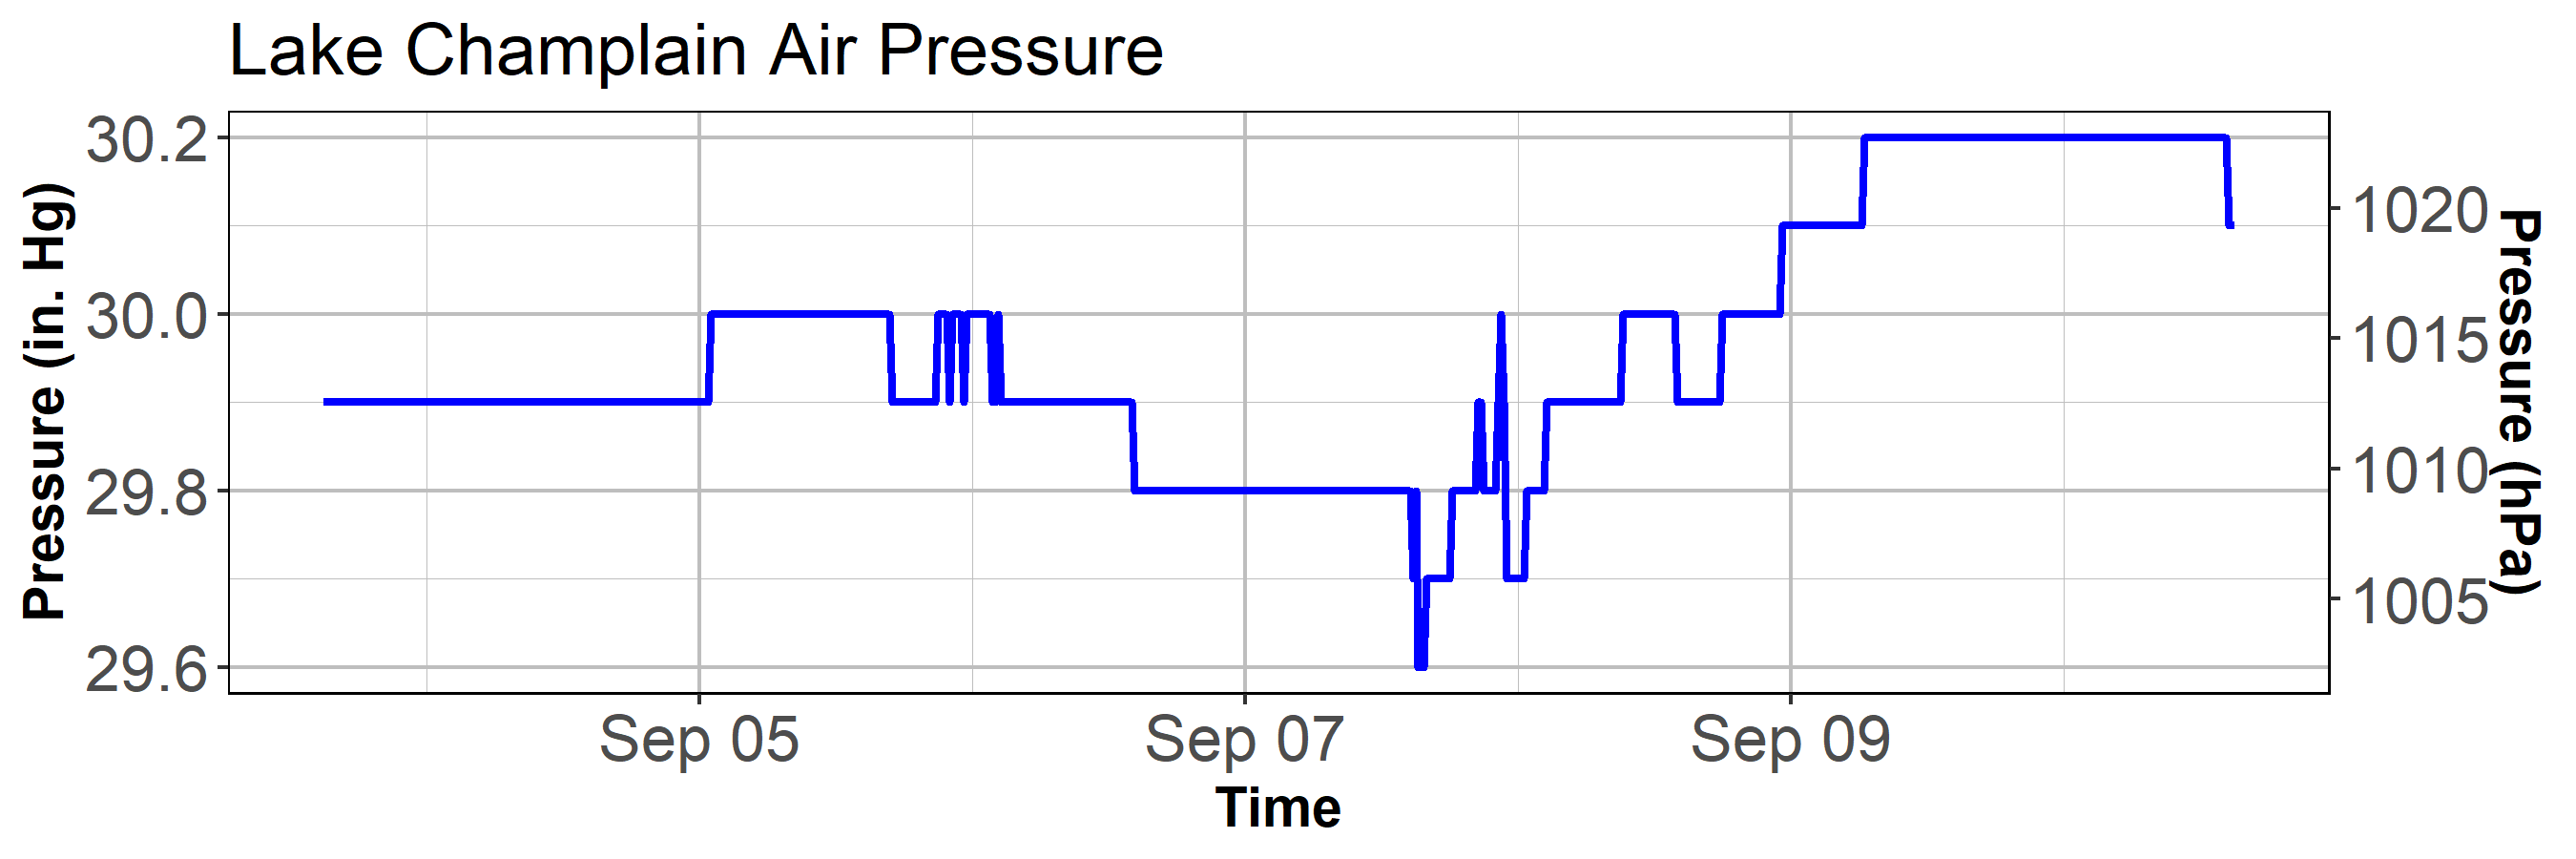 Lake Champlain Air Pressure
Pressure (in. Hg)
30.2
30.0
29.8
29.6
1020
1015
1010
1005
Pressure (hPa)
Sep 05 Sep 07 Sep 09
Time